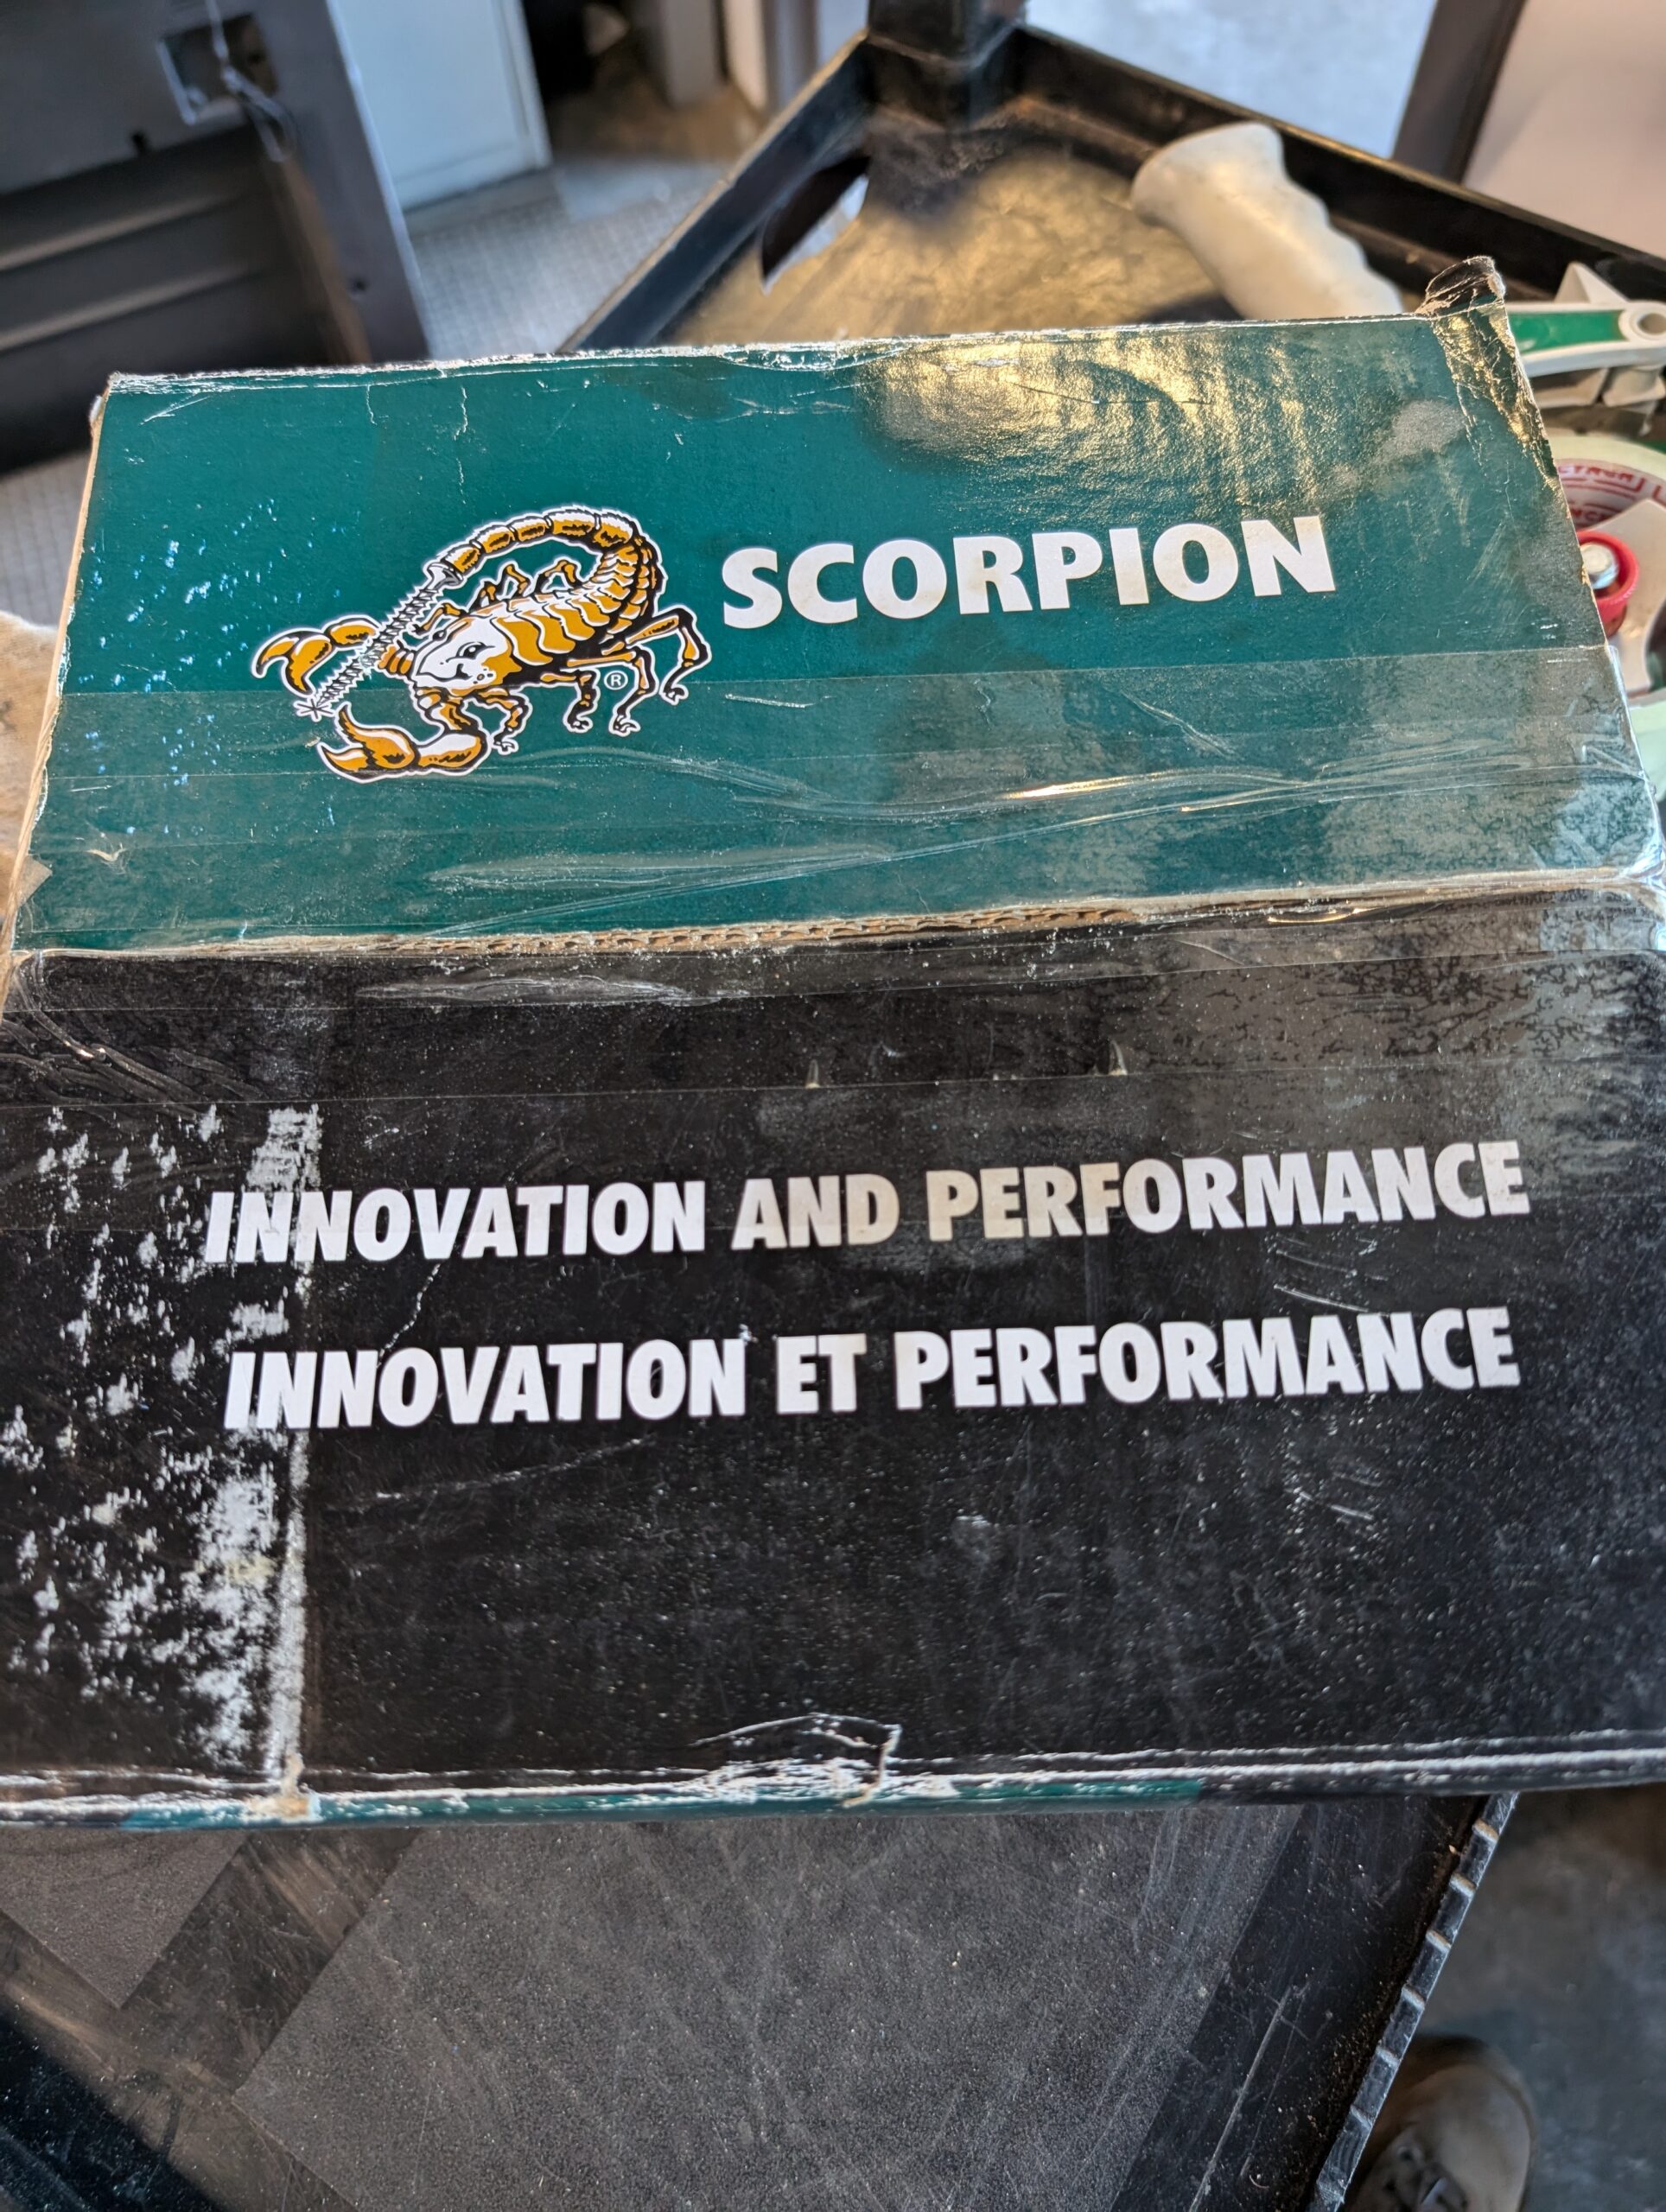 SCORPION
®
INNOVATION AND PERFORMANCE
INNOVATION ET PERFORMANCE